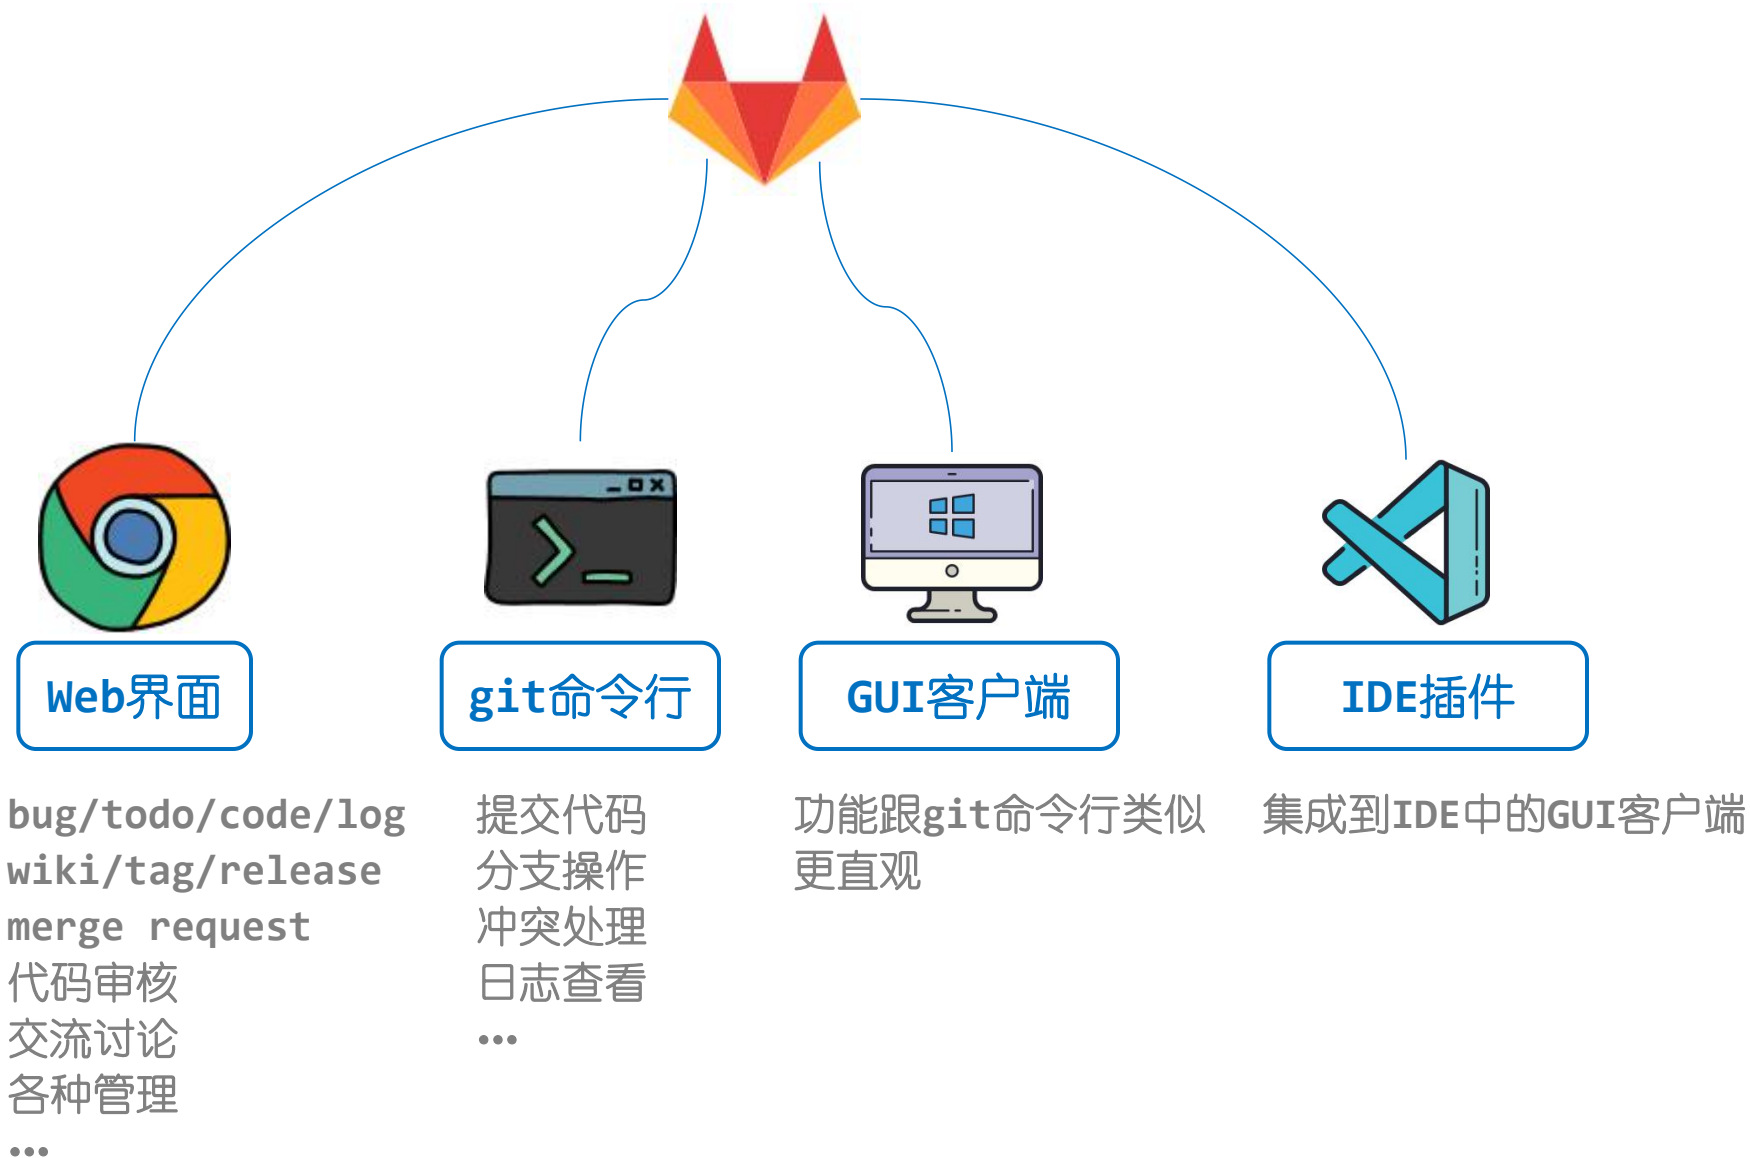 Web界面
bug/todo/code/log
wiki/tag/release
merge request
代码审核
交流讨论
各种管理
…
git命令行
提交代码
分支操作
冲突处理
日志查看
…
GUI客户端
功能跟git命令行类似
更直观
IDE插件
集成到IDE中的GUI客户端